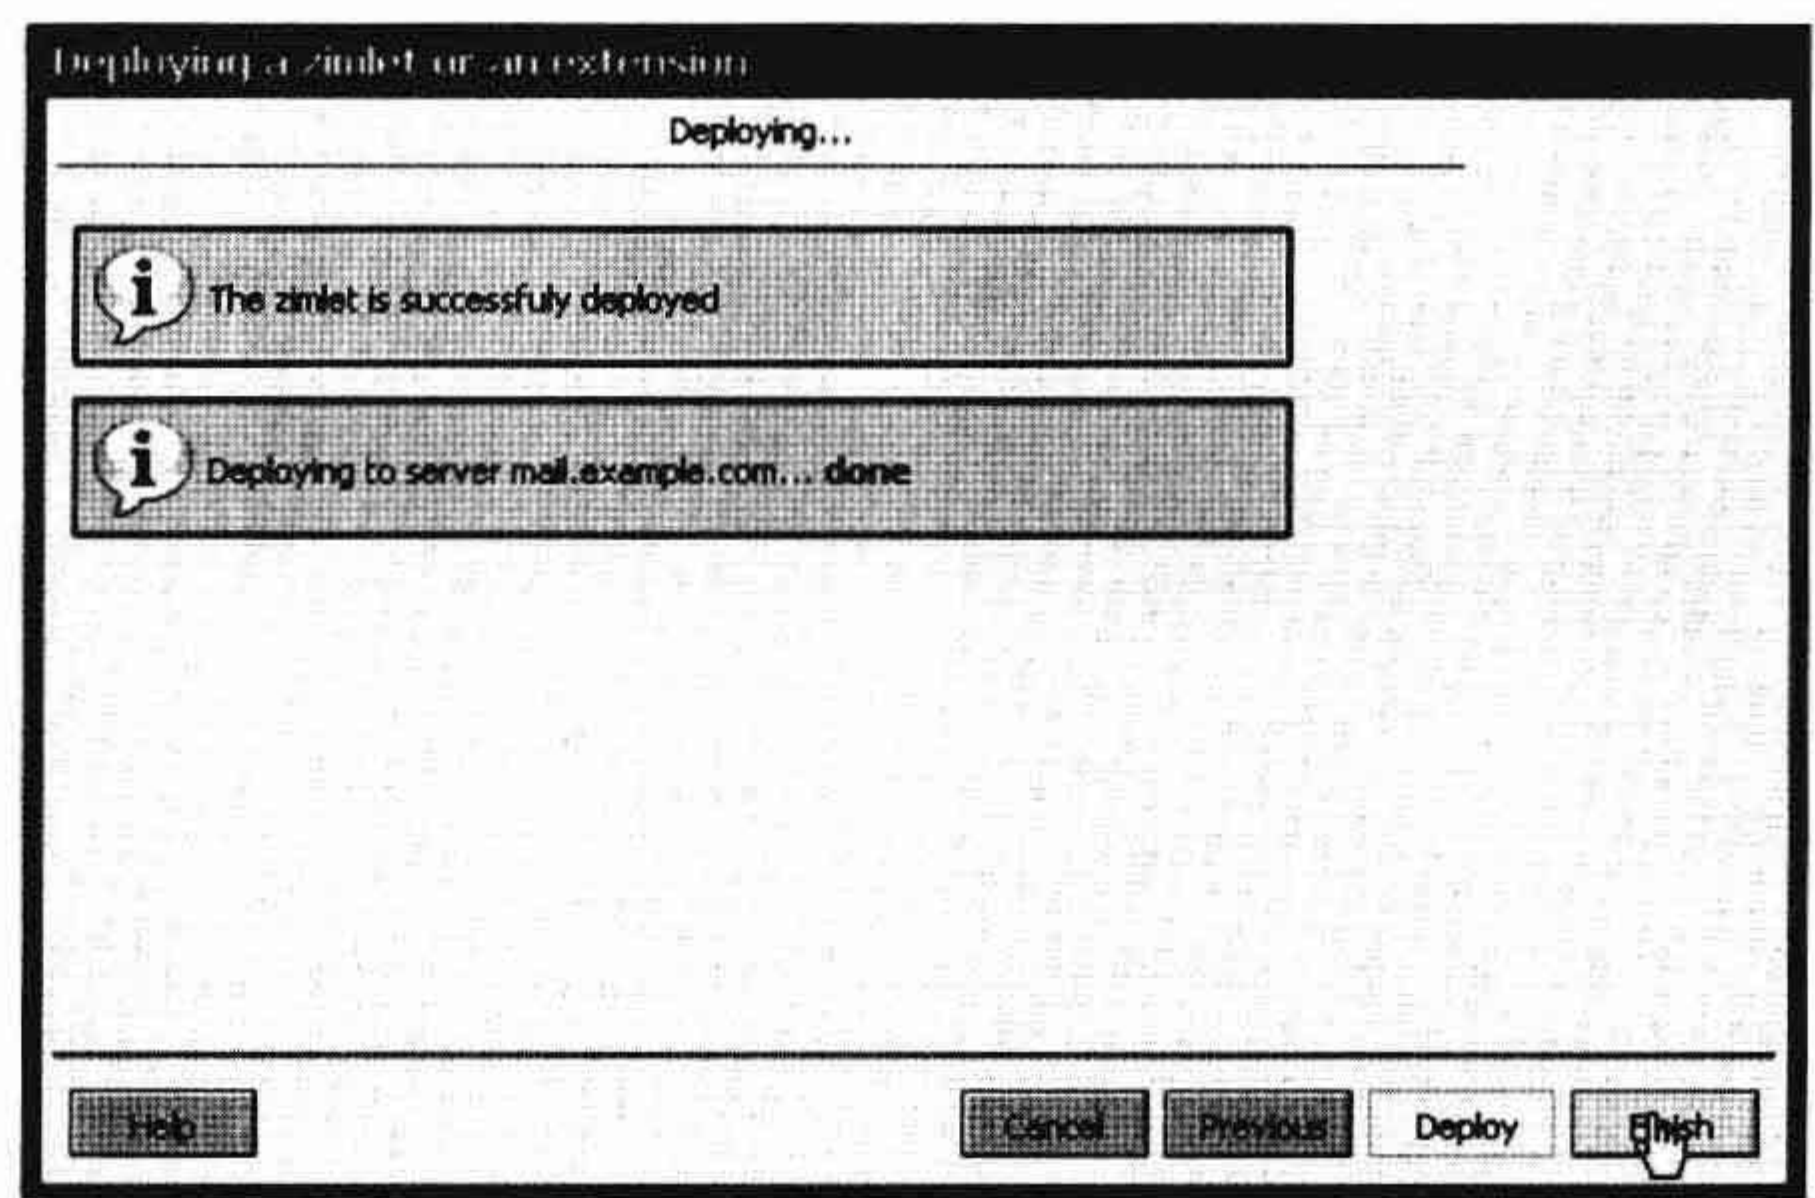 Deploying a zimlet or an extension
Deploying...
The zimlet is successfuly deployed
Deploying to server mail.example.com... done
Help
Cancel
Previous
Deploy
Finish